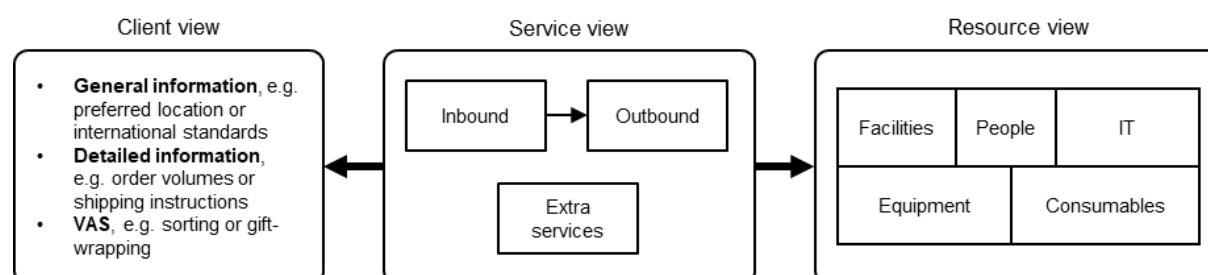 Client view
• General information, e.g.
preferred location or
international standards
• Detailed information,
e.g. order volumes or
shipping instructions
• VAS, e.g. sorting or gift-
wrapping
Service view
Inbound
Outbound
Extra
services
Resource view
Facilities
People
IT
Equipment
Consumables